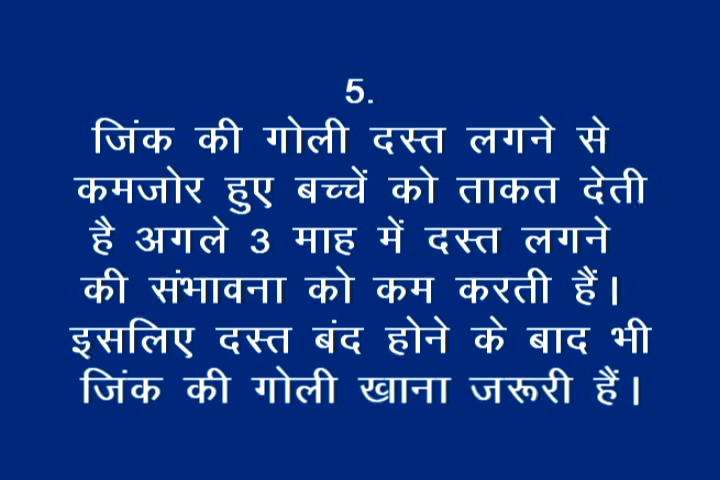 5.
जिंक की गोली दस्त लगने से
कमजोर हुए बच्चें को ताकत देती
है अगले 3 माह में दस्त लगने
की संभावना को कम करती हैं।
इसलिए दस्त बंद होने के बाद भी
जिंक की गोली खाना जरूरी हैं।